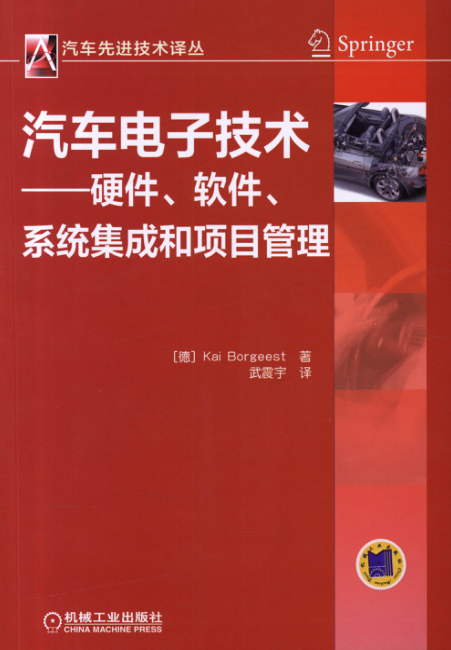 汽车先进技术译丛
Springer
汽车电子技术
——硬件、软件、
系统集成和项目管理
[德] Kai Borgeest 著
武震宇 译
机械工业出版社
CHINA MACHINE PRESS